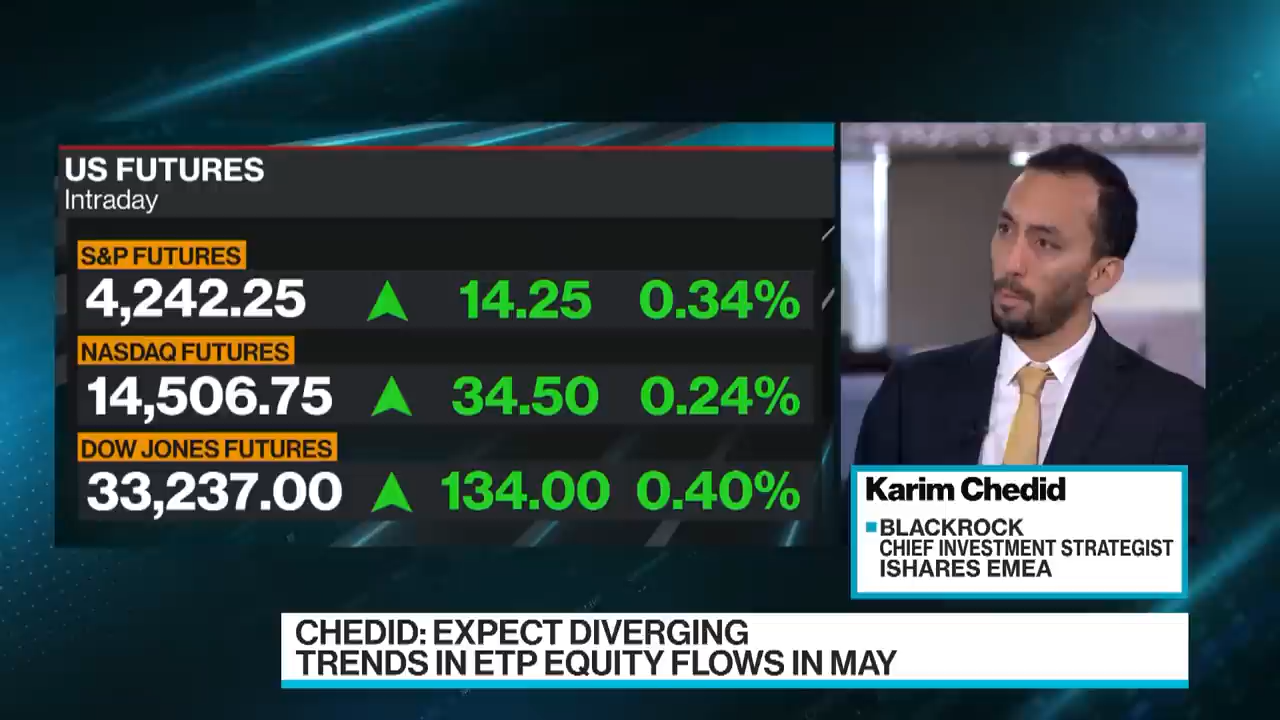 US FUTURES
Intraday
S&P FUTURES
4,242.25 ▲ 14.25 0.34%
NASDAQ FUTURES
14,506.75 ▲ 34.50 0.24%
DOW JONES FUTURES
33,237.00 ▲ 134.00 0.40%
Karim Chedid
BLACKROCK
CHIEF INVESTMENT STRATEGIST
ISHARES EMEA
CHEDID: EXPECT DIVERGING
TRENDS IN ETP EQUITY FLOWS IN MAY